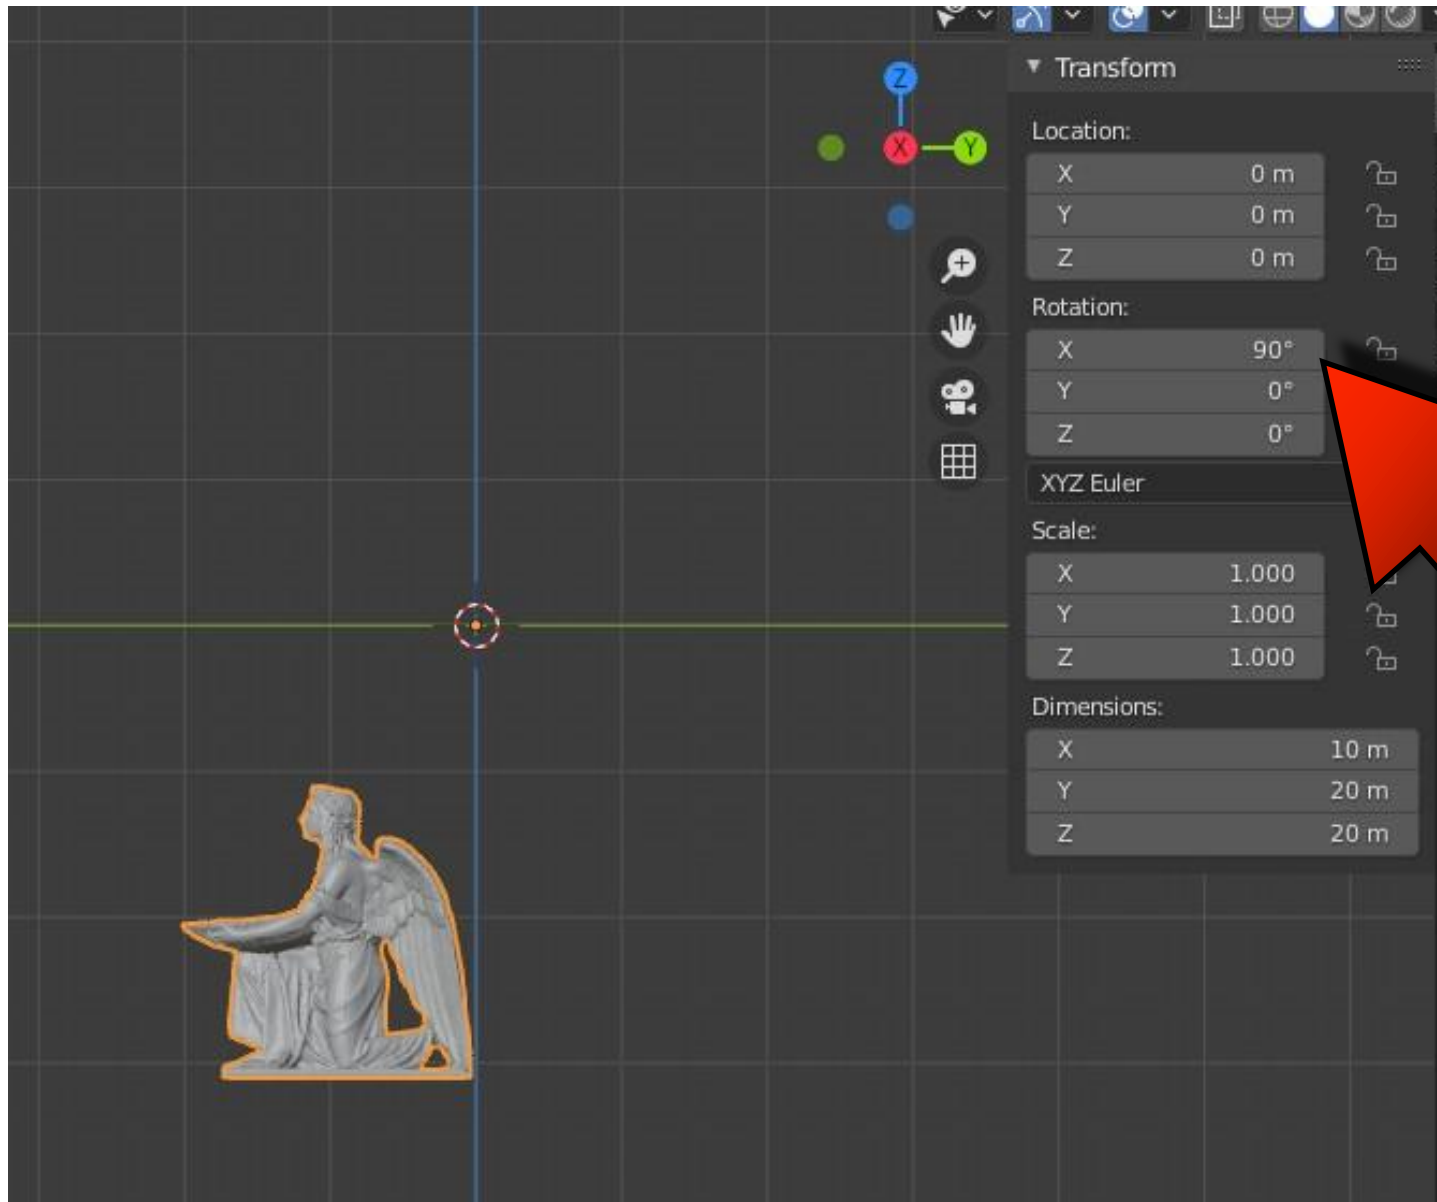 Transform
Z
X
Y
Location:
X 0 m
Y 0 m
Z 0 m
Rotation:
X 90°
Y 0°
Z 0°
XYZ Euler
Scale:
X 1.000
Y 1.000
Z 1.000
Dimensions:
X 10 m
Y 20 m
Z 20 m